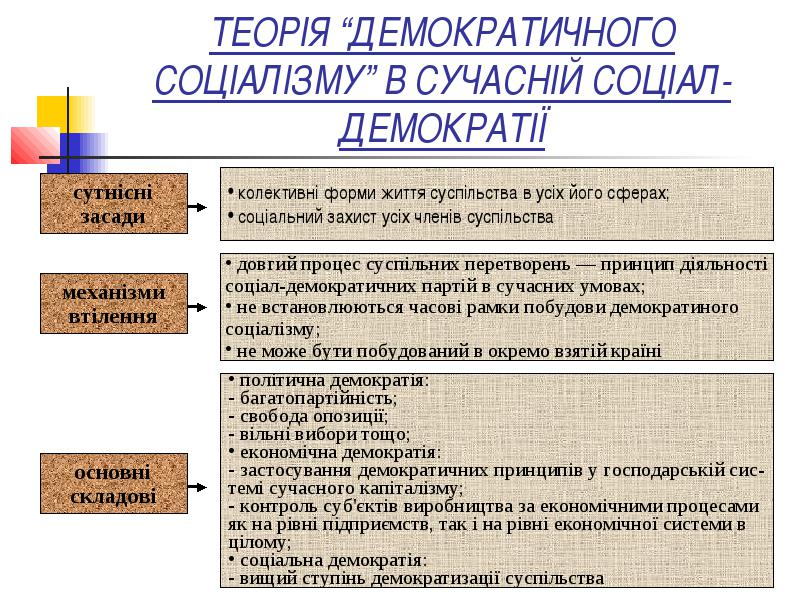 ТЕОРІЯ “ДЕМОКРАТИЧНОГО
СОЦІАЛІЗМУ” В СУЧАСНІЙ СОЦІАЛ-
ДЕМОКРАТІЇ
сутнісні
засади
• колективні форми життя суспільства в усіх його сферах;
• соціальний захист усіх членів суспільства
механізми
втілення
• довгий процес суспільних перетворень — принцип діяльності
соціал-демократичних партій в сучасних умовах;
• не встановлюються часові рамки побудови демократиного
соціалізму;
• не може бути побудований в окремо взятій країні
основні
складові
• політична демократія:
- багатопартійність;
- свобода опозиції;
- вільні вибори тощо;
• економічна демократія:
- застосування демократичних принципів у господарській сис-
темі сучасного капіталізму;
- контроль суб’єктів виробництва за економічними процесами
як на рівні підприємств, так і на рівні економічної системи в
цілому;
• соціальна демократія:
- вищий ступінь демократизації суспільства